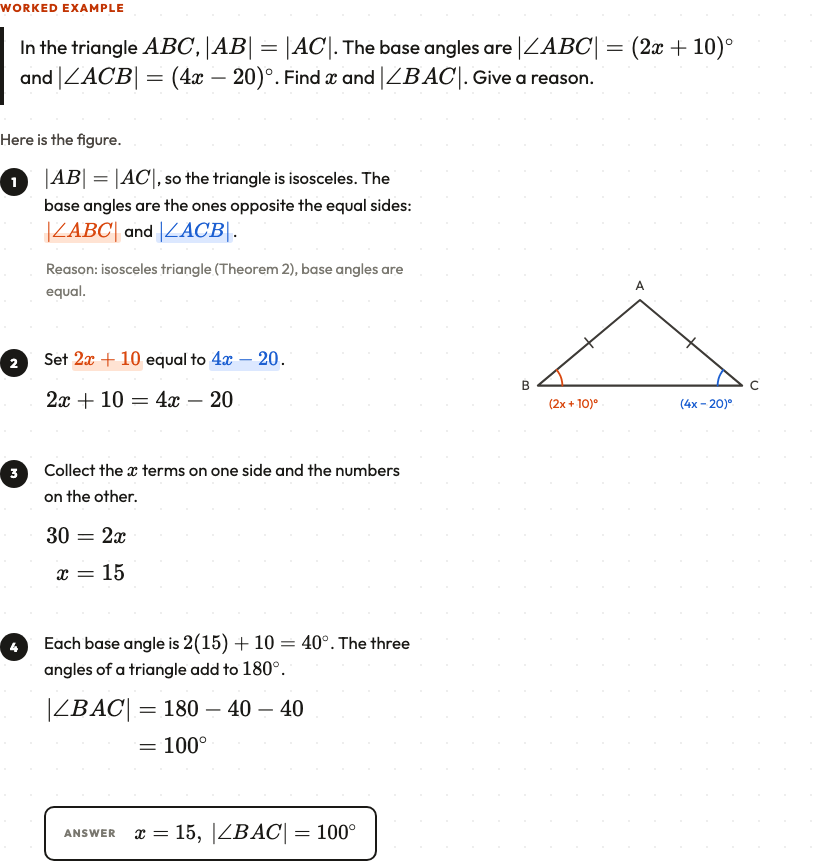 WORKED EXAMPLE
In the triangle ABC, |AB| = |AC|. The base angles are |∠ABC| = (2x + 10)°
and |∠ACB| = (4x − 20)°. Find x and |∠BAC|. Give a reason.
Here is the figure.
1
|AB| = |AC|, so the triangle is isosceles. The
base angles are the ones opposite the equal sides:
|∠ABC| and |∠ACB|.
Reason: isosceles triangle (Theorem 2), base angles are
equal.
2
Set 2x + 10 equal to 4x − 20.
2x + 10 = 4x − 20
3
Collect the x terms on one side and the numbers
on the other.
30 = 2x
x = 15
4
Each base angle is 2(15) + 10 = 40°. The three
angles of a triangle add to 180°.
|∠BAC| = 180 − 40 − 40
= 100°
ANSWER x = 15, |∠BAC| = 100°
A
B
C
(2x + 10)°
(4x − 20)°